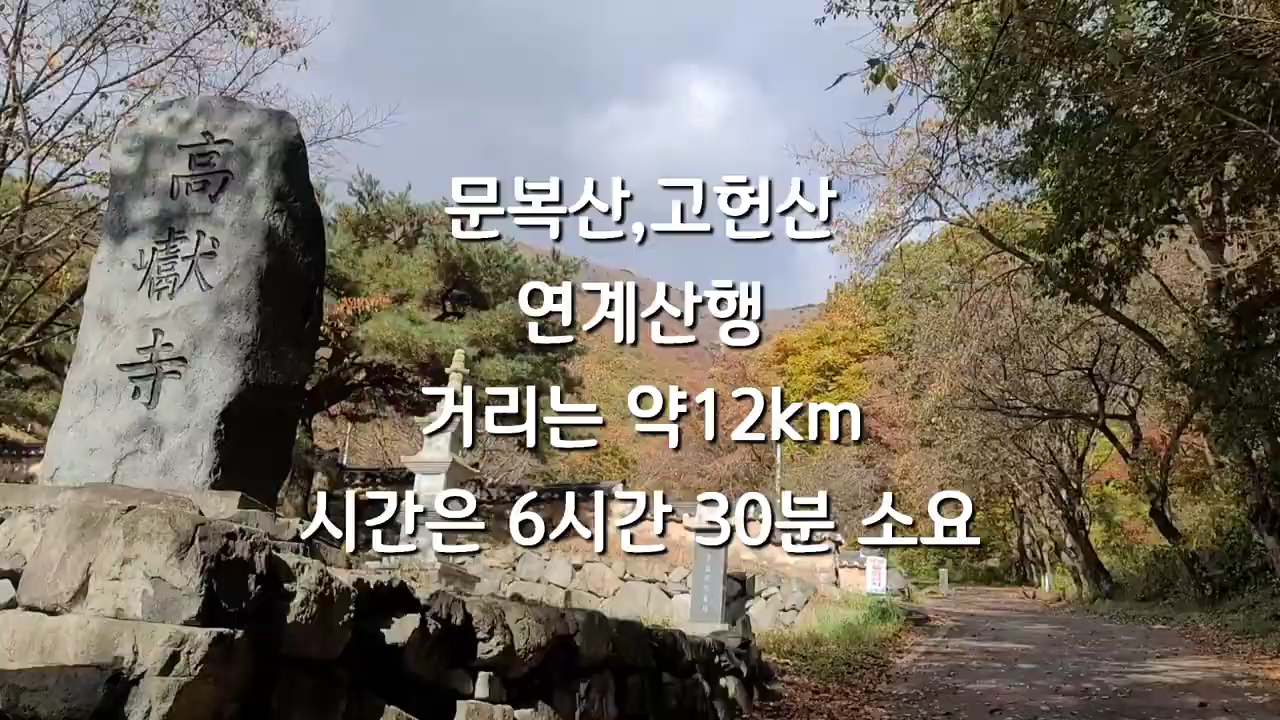 高
巘
寺
문복산,고헌산
연계산행
거리는 약12km
시간은 6시간 30분 소요